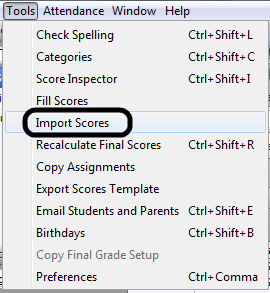 Tools Attendance Window Help
Check Spelling Ctrl+Shift+L
Categories Ctrl+Shift+C
Score Inspector Ctrl+Shift+I
Fill Scores
Import Scores
Recalculate Final Scores Ctrl+Shift+R
Copy Assignments
Export Scores Template
Email Students and Parents Ctrl+Shift+E
Birthdays Ctrl+Shift+B
Copy Final Grade Setup
Preferences Ctrl+Comma